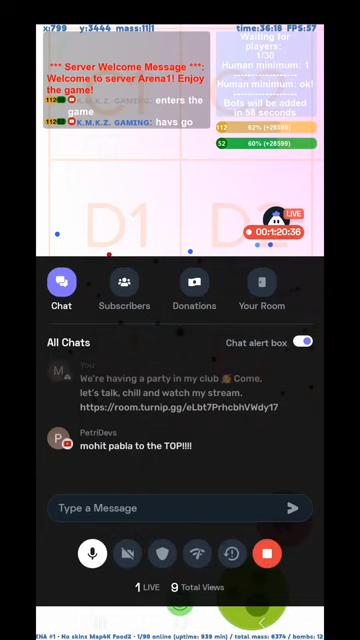 x:799 y:3444 mass:11|1 time:36:18 FPS:57
*** Server Welcome Message ***:
Welcome to server Arena1! Enjoy
the game!
112 K.M.K.Z. GAMING: enters the
game
112 K.M.K.Z. GAMING: havs go
Waiting for
players:
1/30
Human minimum: 1
Human minimum: ok!
Bots will be added
in 58 seconds
112 62% (+28599)
52 60% (+28599)
D1
D2
LIVE
00:1:20:36
Chat
Subscribers
Donations
Your Room
All Chats
Chat alert box
M
You
We're having a party in my club 🥳 Come,
let's talk, chill and watch my stream.
https://room.turnip.gg/eLbt7PrhcbhVWdy17
P
PetriDevs
mohit pabla to the TOP!!!!
Type a Message
1 LIVE 9 Total Views
ENA #1 • No skins Map4K Food2 • 1/90 online (uptime: 939 min) / total mass: 6374 / bombs: 12